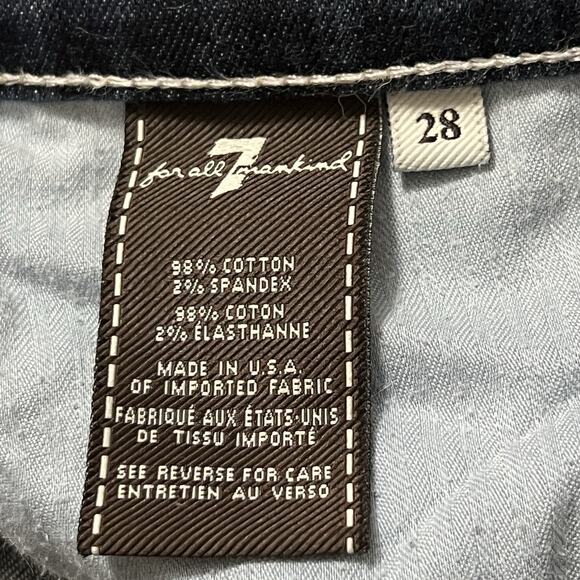 7
for all mankind
28
98% COTTON
2% SPANDEX
98% COTON
2% ÉLASTHANNE
MADE IN U.S.A.
OF IMPORTED FABRIC
FABRIQUÉ AUX ÉTATS-UNIS
DE TISSU IMPORTÉ
SEE REVERSE FOR CARE
ENTRETIEN AU VERSO